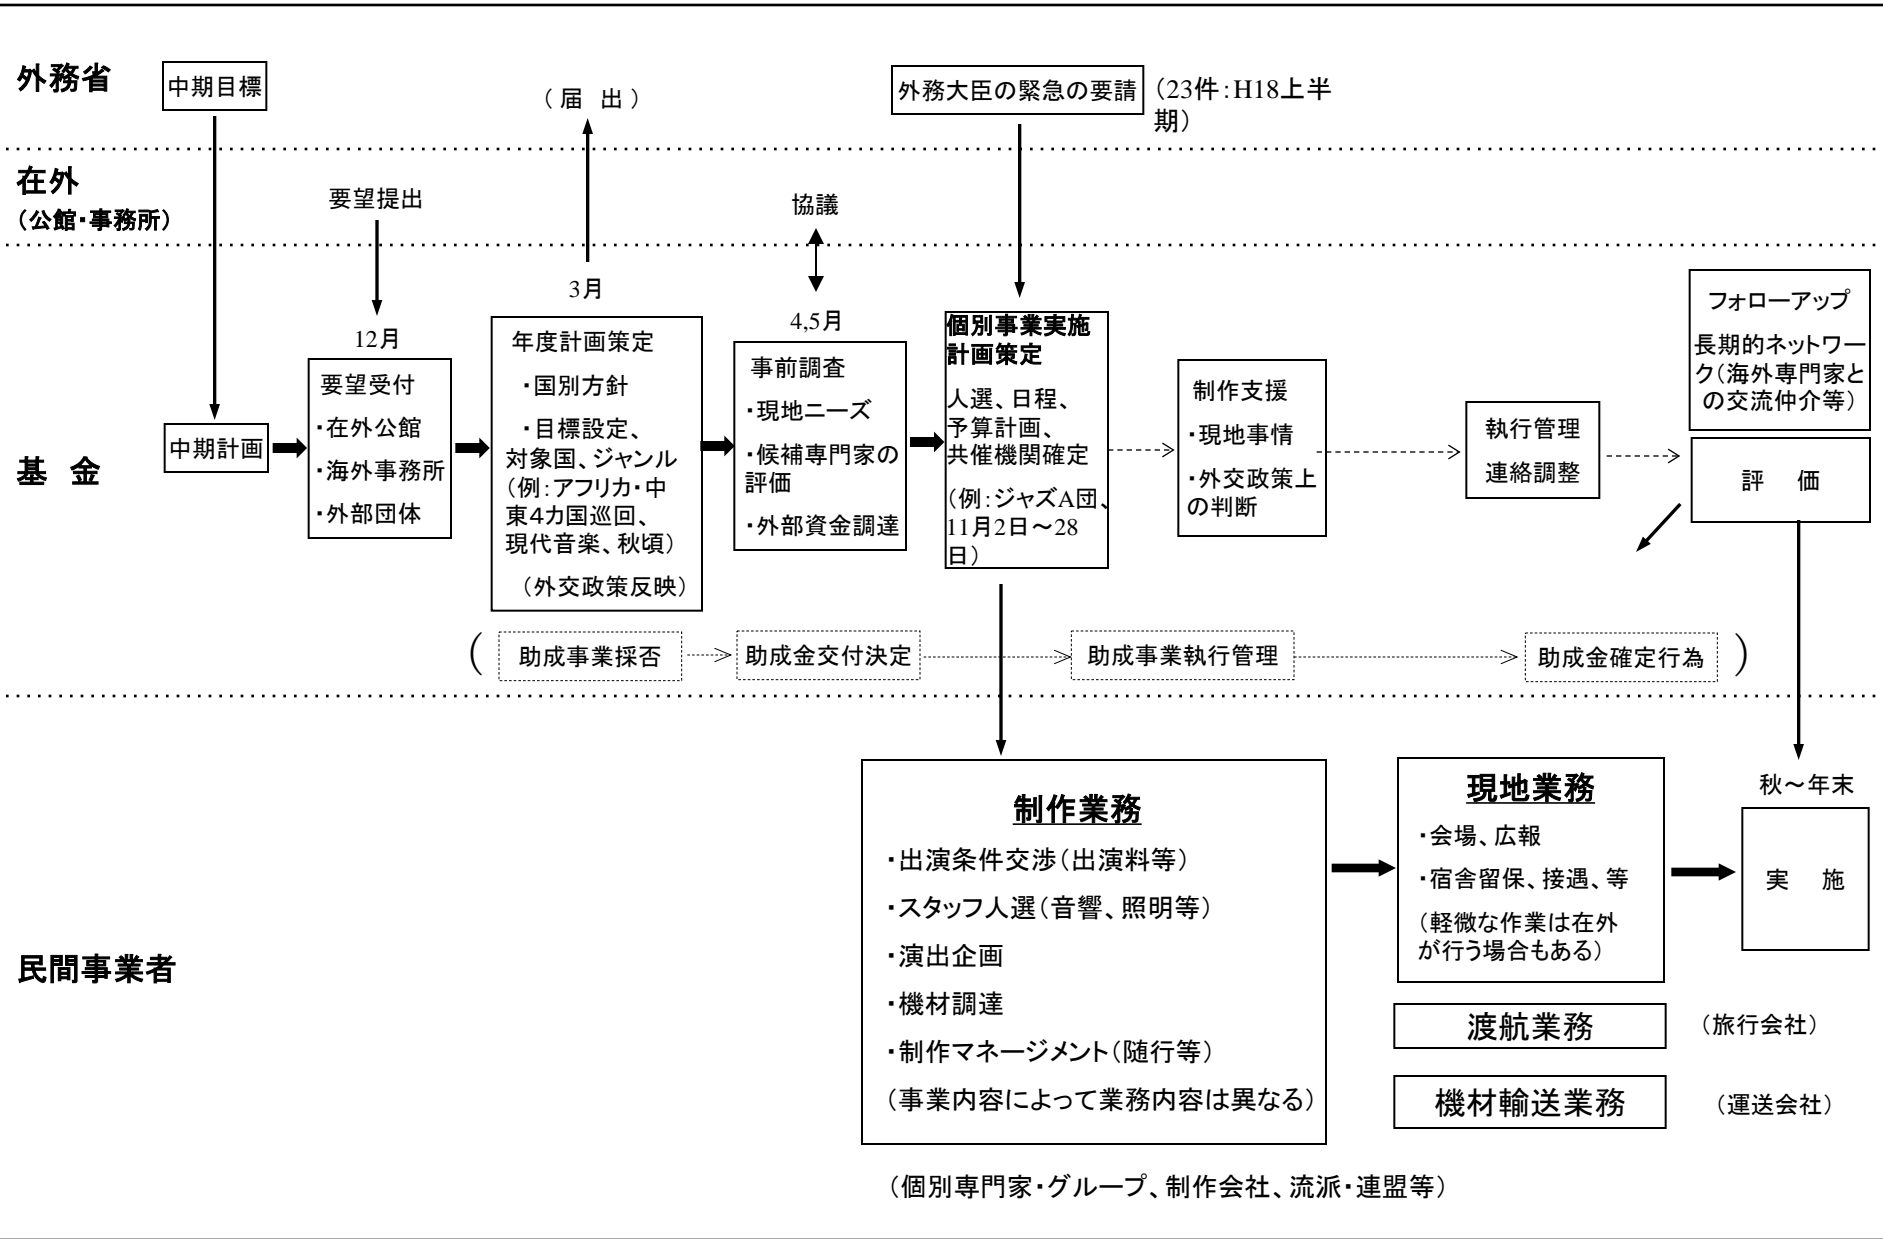 外務省
中期目標
(届 出)
外務大臣の緊急の要請
(23件:H18上半
期)
在外
(公館・事務所)
要望提出
協議
基 金
中期計画
12月
要望受付
・在外公館
・海外事務所
・外部団体
3月
年度計画策定
・国別方針
・目標設定、
対象国、ジャンル
(例:アフリカ・中
東4カ国巡回、
現代音楽、秋頃)
(外交政策反映)
4,5月
事前調査
・現地ニーズ
・候補専門家の
評価
・外部資金調達
個別事業実施
計画策定
人選、日程、
予算計画、
共催機関確定
(例:ジャズA団、
11月2日~28
日)
制作支援
・現地事情
・外交政策上
の判断
執行管理
連絡調整
フォローアップ
長期的ネットワー
ク(海外専門家と
の交流仲介等)
評 価
(
助成事業採否
助成金交付決定
助成事業執行管理
助成金確定行為
)
民間事業者
制作業務
・出演条件交渉(出演料等)
・スタッフ人選(音響、照明等)
・演出企画
・機材調達
・制作マネージメント(随行等)
(事業内容によって業務内容は異なる)
(個別専門家・グループ、制作会社、流派・連盟等)
現地業務
・会場、広報
・宿舎留保、接遇、等
(軽微な作業は在外
が行う場合もある)
渡航業務
(旅行会社)
機材輸送業務
(運送会社)
秋~年末
実 施